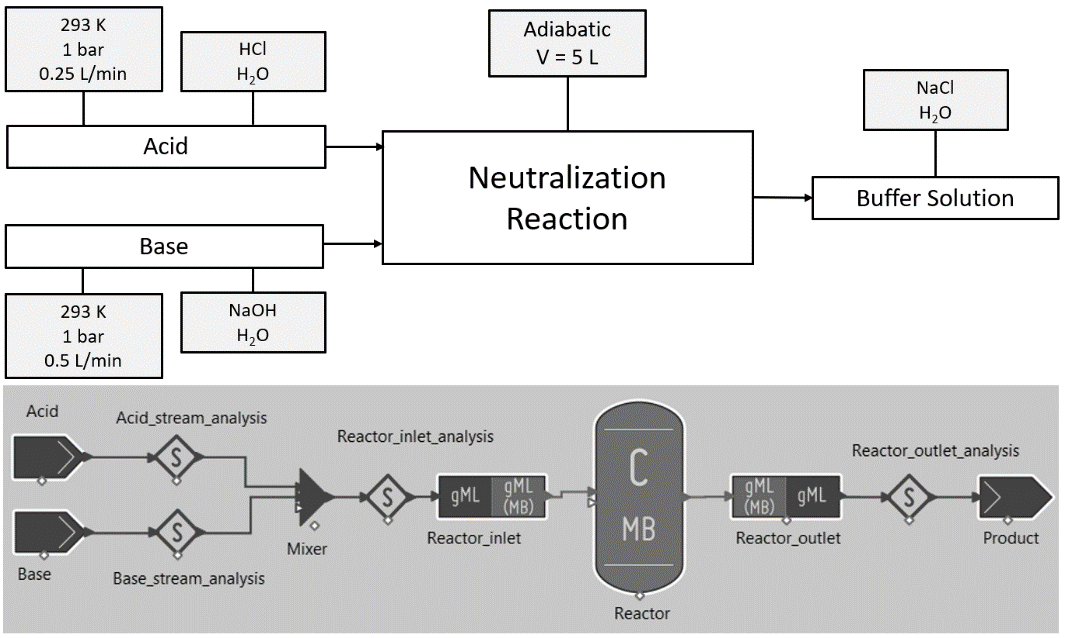 293 K
1 bar
0.25 L/min
HCl
H₂O
Acid
Base
293 K
1 bar
0.5 L/min
NaOH
H₂O
Adiabatic
V = 5 L
Neutralization
Reaction
NaCl
H₂O
Buffer Solution
Acid
Acid_stream_analysis
S
Base
S
Base_stream_analysis
Mixer
Reactor_inlet_analysis
S
gML
gML
(MB)
Reactor_inlet
C
MB
Reactor
gML
(MB)
gML
Reactor_outlet
Reactor_outlet_analysis
S
Product